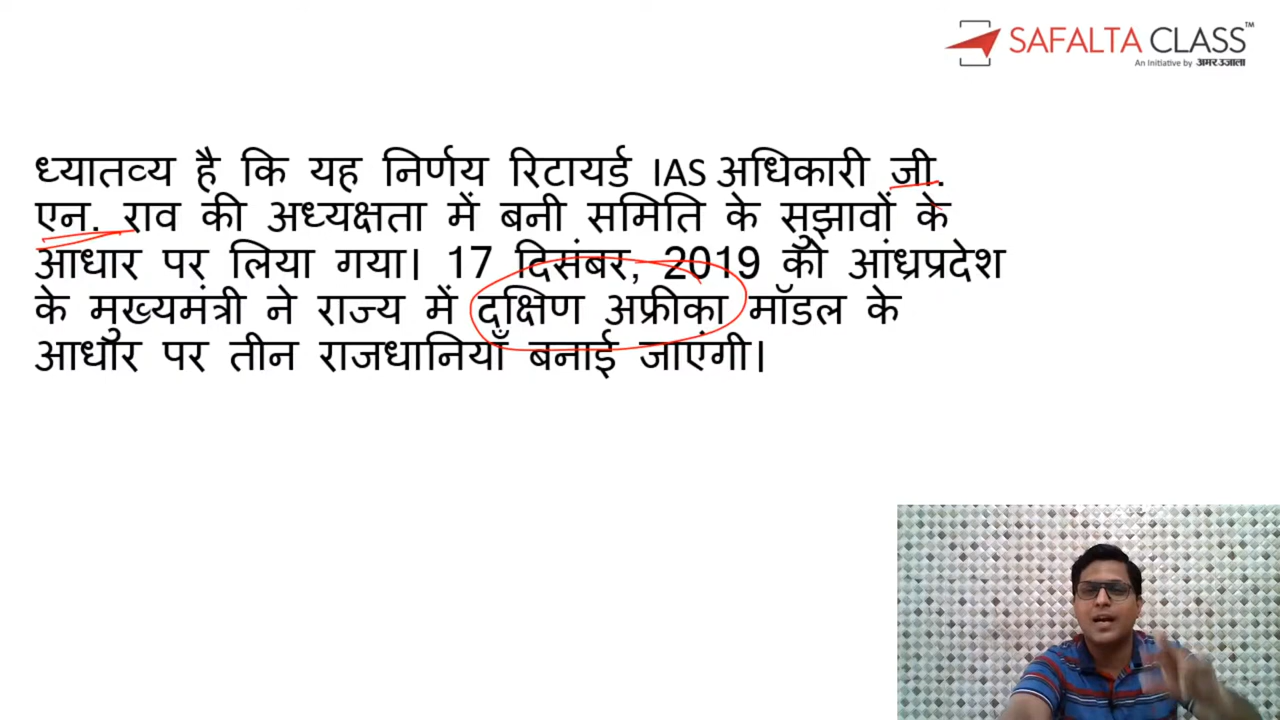 SAFALTA CLASS™
An Initiative by अमर उजाला
ध्यातव्य है कि यह निर्णय रिटायर्ड IAS अधिकारी जी.
एन. राव की अध्यक्षता में बनी समिति के सुझावों के
आधार पर लिया गया। 17 दिसंबर, 2019 को आंध्रप्रदेश
के मुख्यमंत्री ने राज्य में दक्षिण अफ्रीका मॉडल के
आधार पर तीन राजधानियाँ बनाई जाएंगी।